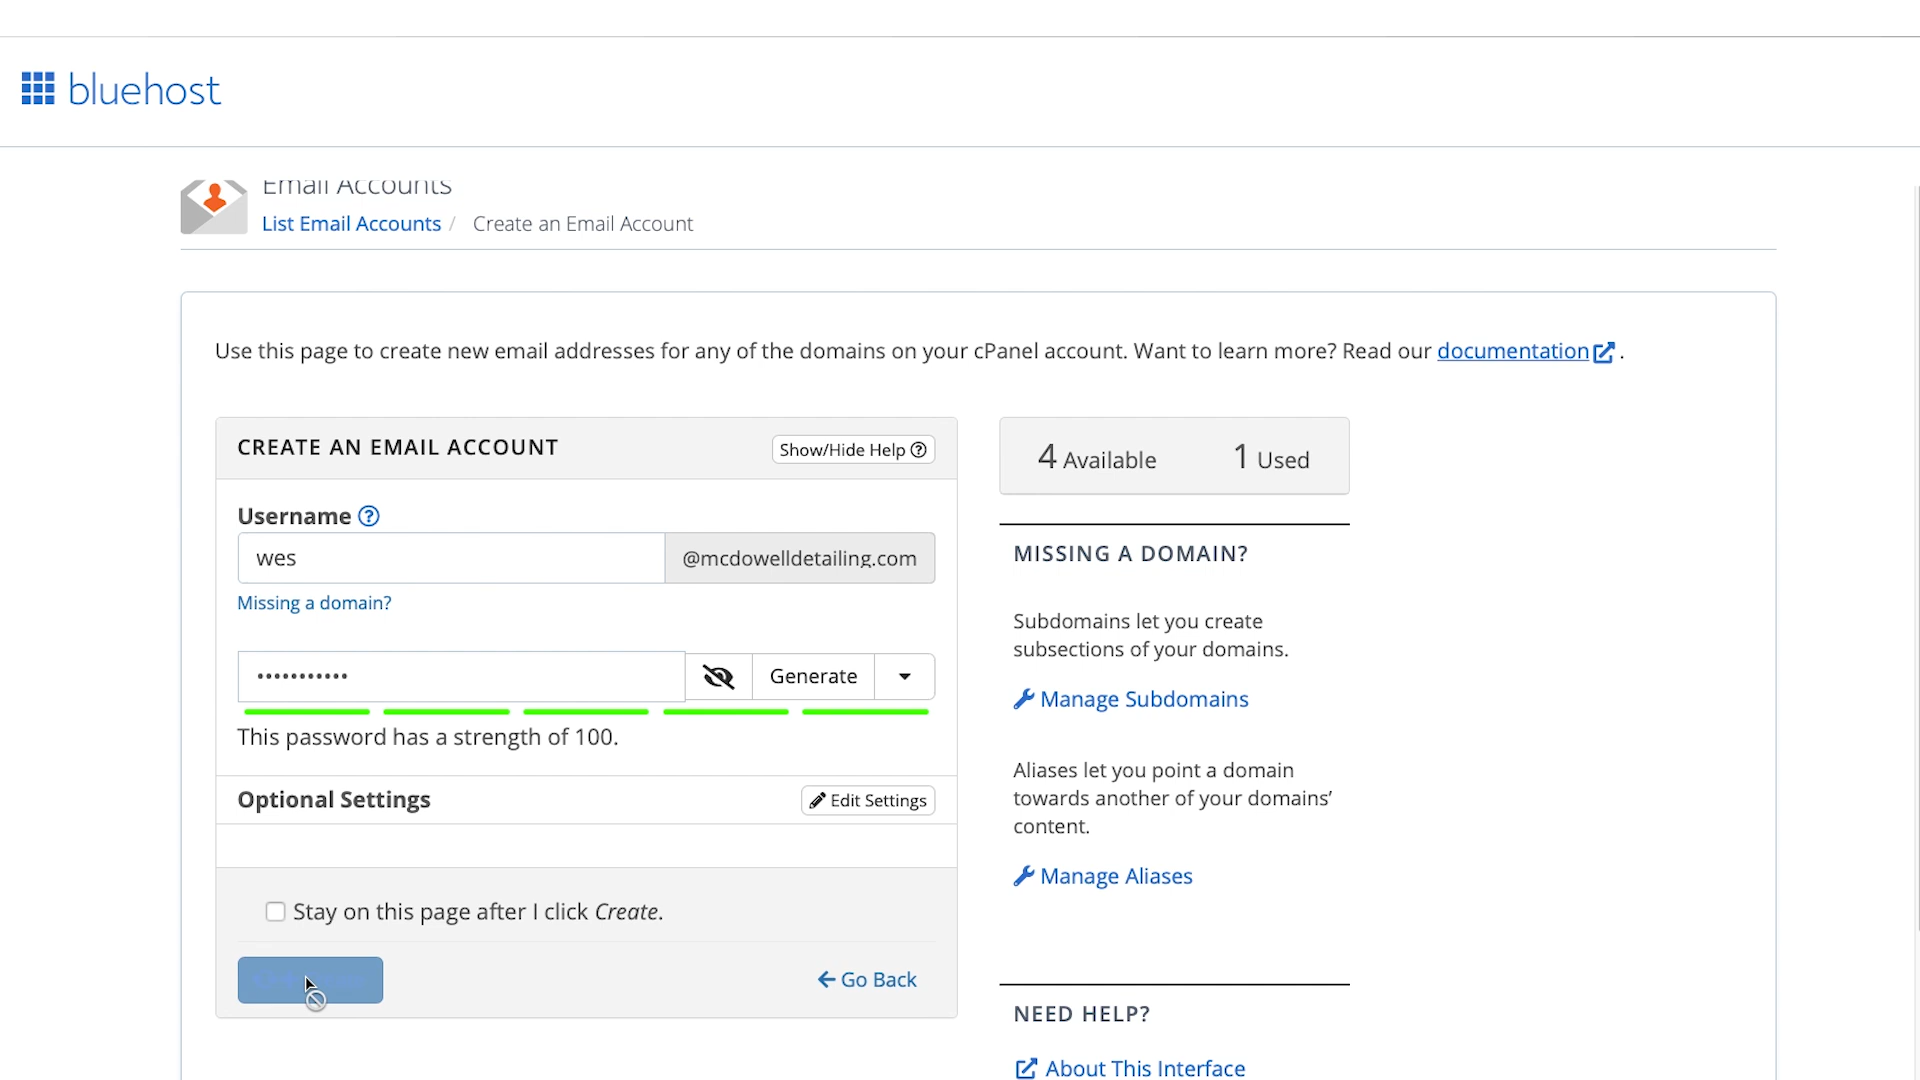 bluehost
Email Accounts
List Email Accounts / Create an Email Account
Use this page to create new email addresses for any of the domains on your cPanel account. Want to learn more? Read our documentation .
CREATE AN EMAIL ACCOUNT
Show/Hide Help
4 Available 1 Used
Username
wes @mcdowelldetailing.com
Missing a domain?
••••••••••• Generate
This password has a strength of 100.
Optional Settings
Edit Settings
Stay on this page after I click Create.
Go Back
MISSING A DOMAIN?
Subdomains let you create
subsections of your domains.
Manage Subdomains
Aliases let you point a domain
towards another of your domains’
content.
Manage Aliases
NEED HELP?
About This Interface